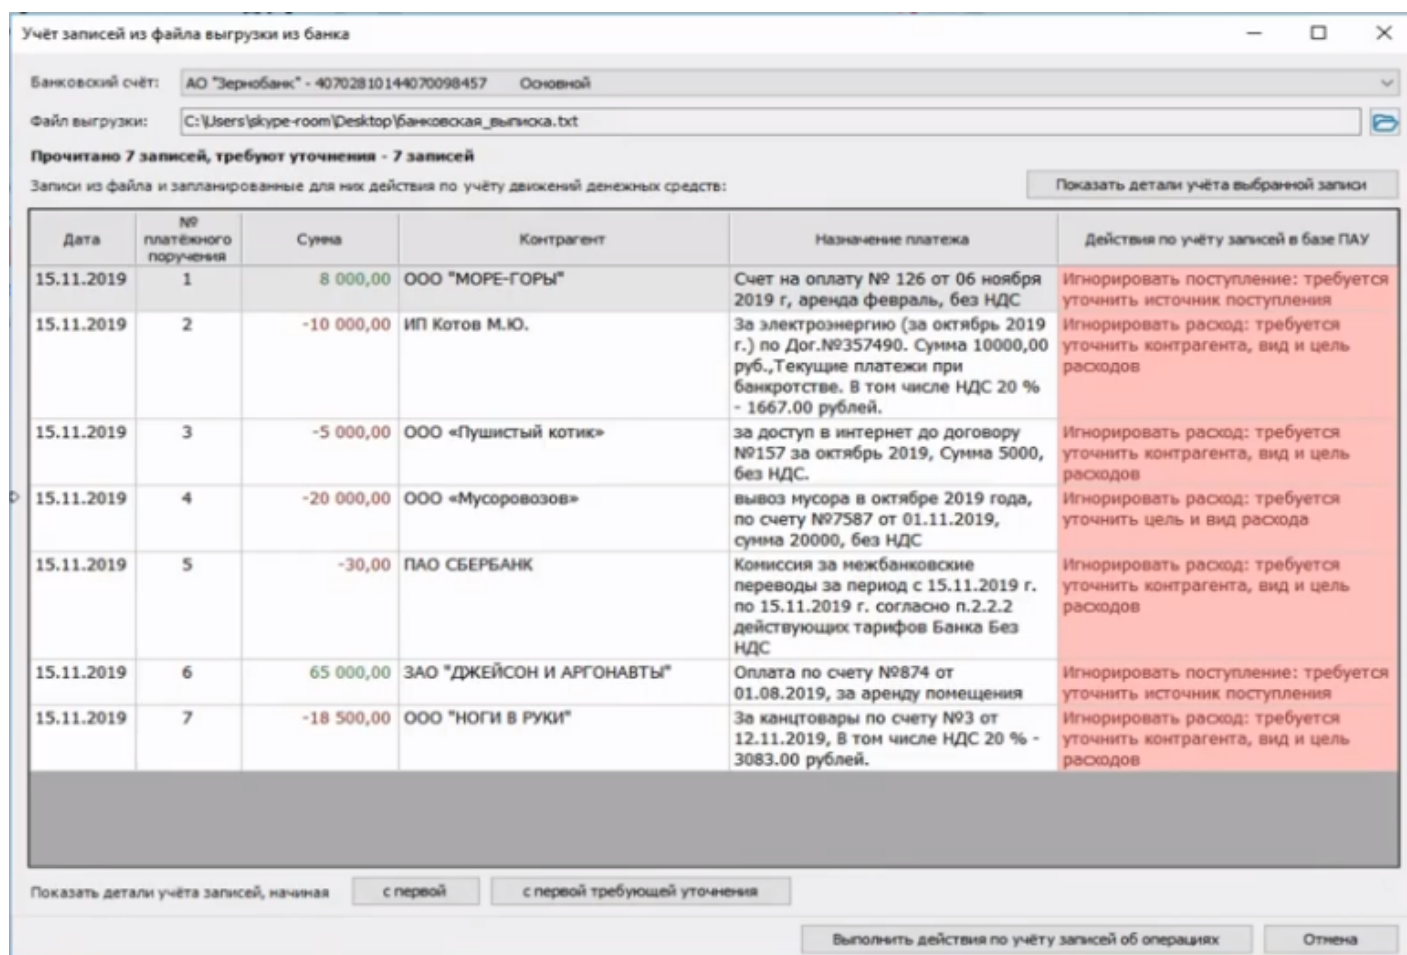 Учёт записей из файла выгрузки из банка
Банковский счёт: АО "Зернобанк" - 40702810144070098457 Основной
Файл выгрузки: C:\Users\skype-room\Desktop\банковская_выписка.txt
Прочитано 7 записей, требуют уточнения - 7 записей
Записи из файла и запланированные для них действия по учёту движений денежных средств:
Показать детали учёта выбранной записи
Дата
№
платёжного
поручения
Сумма
Контрагент
Назначение платежа
Действия по учёту записей в базе ПАУ
15.11.2019 1 8 000,00 ООО "МОРЕ-ГОРЫ"
Счет на оплату № 126 от 06 ноября
2019 г, аренда февраль, без НДС
Игнорировать поступление: требуется
уточнить источник поступления
15.11.2019 2 -10 000,00 ИП Котов М.Ю.
За электроэнергию (за октябрь 2019
г.) по Дог.№357490. Сумма 10000,00
руб.,Текущие платежи при
банкротстве. В том числе НДС 20 %
- 1667.00 рублей.
Игнорировать расход: требуется
уточнить контрагента, вид и цель
расходов
15.11.2019 3 -5 000,00 ООО «Пушистый котик»
за доступ в интернет до договору
№157 за октябрь 2019, Сумма 5000,
без НДС.
Игнорировать расход: требуется
уточнить контрагента, вид и цель
расходов
15.11.2019 4 -20 000,00 ООО «Мусоровозов»
вывоз мусора в октябре 2019 года,
по счету №7587 от 01.11.2019,
сумма 20000, без НДС
Игнорировать расход: требуется
уточнить цель и вид расхода
15.11.2019 5 -30,00 ПАО СБЕРБАНК
Комиссия за межбанковские
переводы за период с 15.11.2019 г.
по 15.11.2019 г. согласно п.2.2.2
действующих тарифов Банка Без
НДС
Игнорировать расход: требуется
уточнить контрагента, вид и цель
расходов
15.11.2019 6 65 000,00 ЗАО "ДЖЕЙСОН И АРГОНАВТЫ"
Оплата по счету №874 от
01.08.2019, за аренду помещения
Игнорировать поступление: требуется
уточнить источник поступления
15.11.2019 7 -18 500,00 ООО "НОГИ В РУКИ"
За канцтовары по счету №3 от
12.11.2019, В том числе НДС 20 % -
3083.00 рублей.
Игнорировать расход: требуется
уточнить контрагента, вид и цель
расходов
Показать детали учёта записей, начиная с первой с первой требующей уточнения
Выполнить действия по учёту записей об операциях Отмена